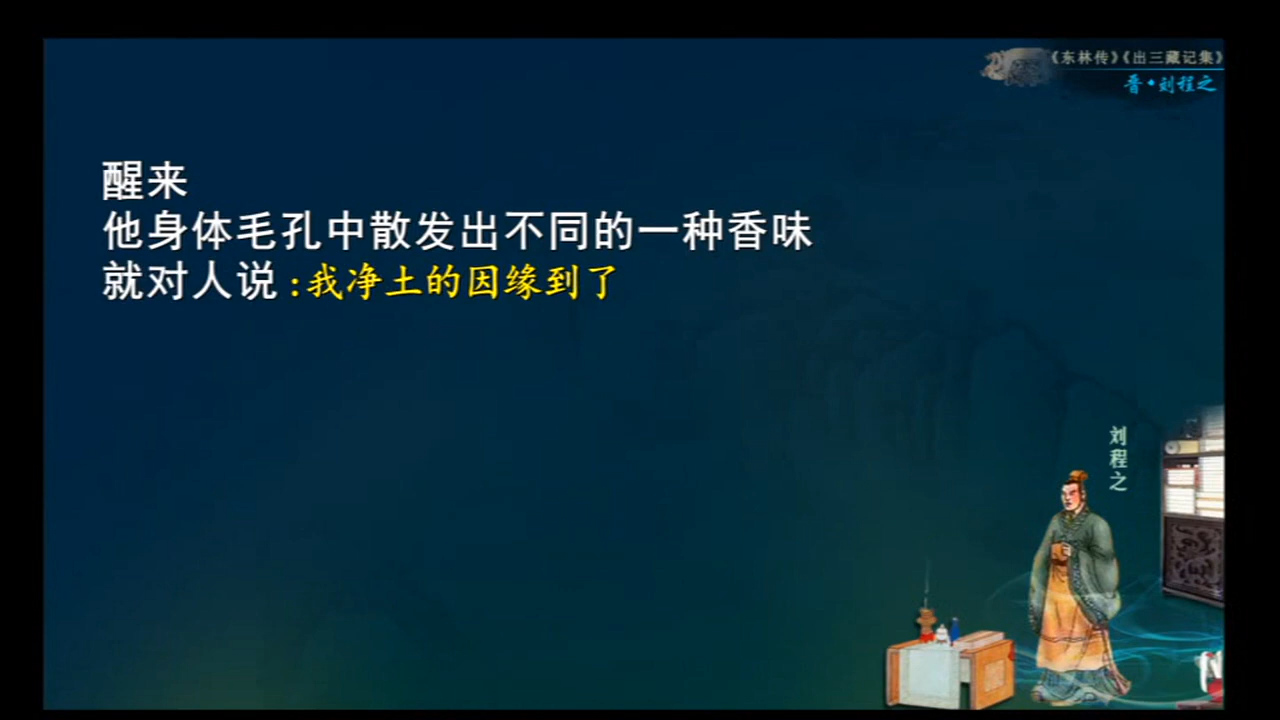 《东林传》《出三藏记集》
晋·刘程之
醒来
他身体毛孔中散发出不同的一种香味
就对人说:我净土的因缘到了
刘程之